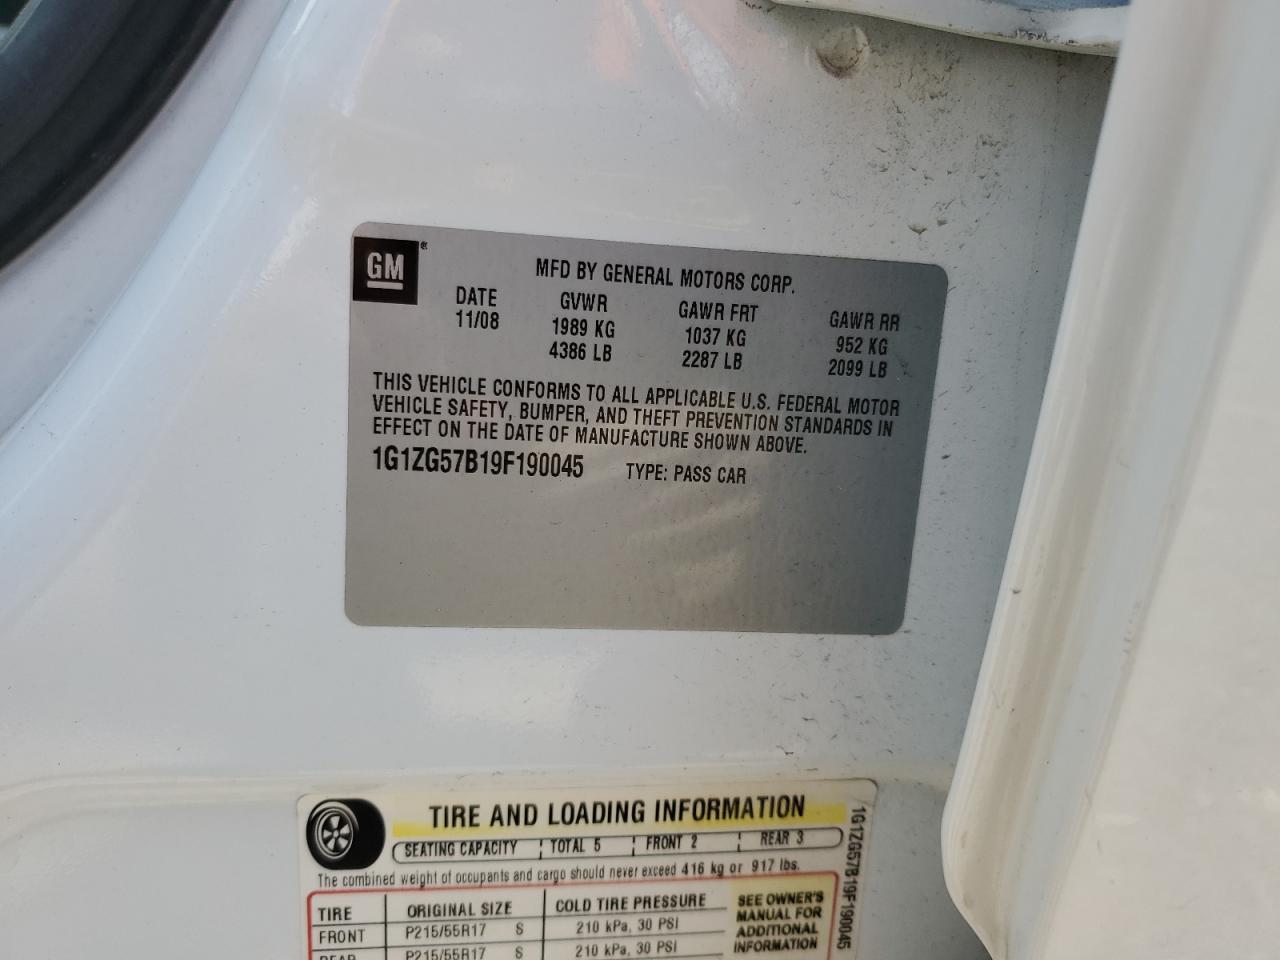 GM ®
MFD BY GENERAL MOTORS CORP.
DATE GVWR GAWR FRT GAWR RR
11/08 1989 KG 1037 KG 952 KG
4386 LB 2287 LB 2099 LB
THIS VEHICLE CONFORMS TO ALL APPLICABLE U.S. FEDERAL MOTOR
VEHICLE SAFETY, BUMPER, AND THEFT PREVENTION STANDARDS IN
EFFECT ON THE DATE OF MANUFACTURE SHOWN ABOVE.
1G1ZG57B19F190045 TYPE: PASS CAR
TIRE AND LOADING INFORMATION
SEATING CAPACITY TOTAL 5 FRONT 2 REAR 3
The combined weight of occupants and cargo should never exceed 416 kg or 917 lbs.
TIRE ORIGINAL SIZE COLD TIRE PRESSURE
FRONT P215/55R17 S 210 kPa, 30 PSI
REAR P215/55R17 S 210 kPa, 30 PSI
SEE OWNER'S
MANUAL FOR
ADDITIONAL
INFORMATION
1G1ZG57B19F190045